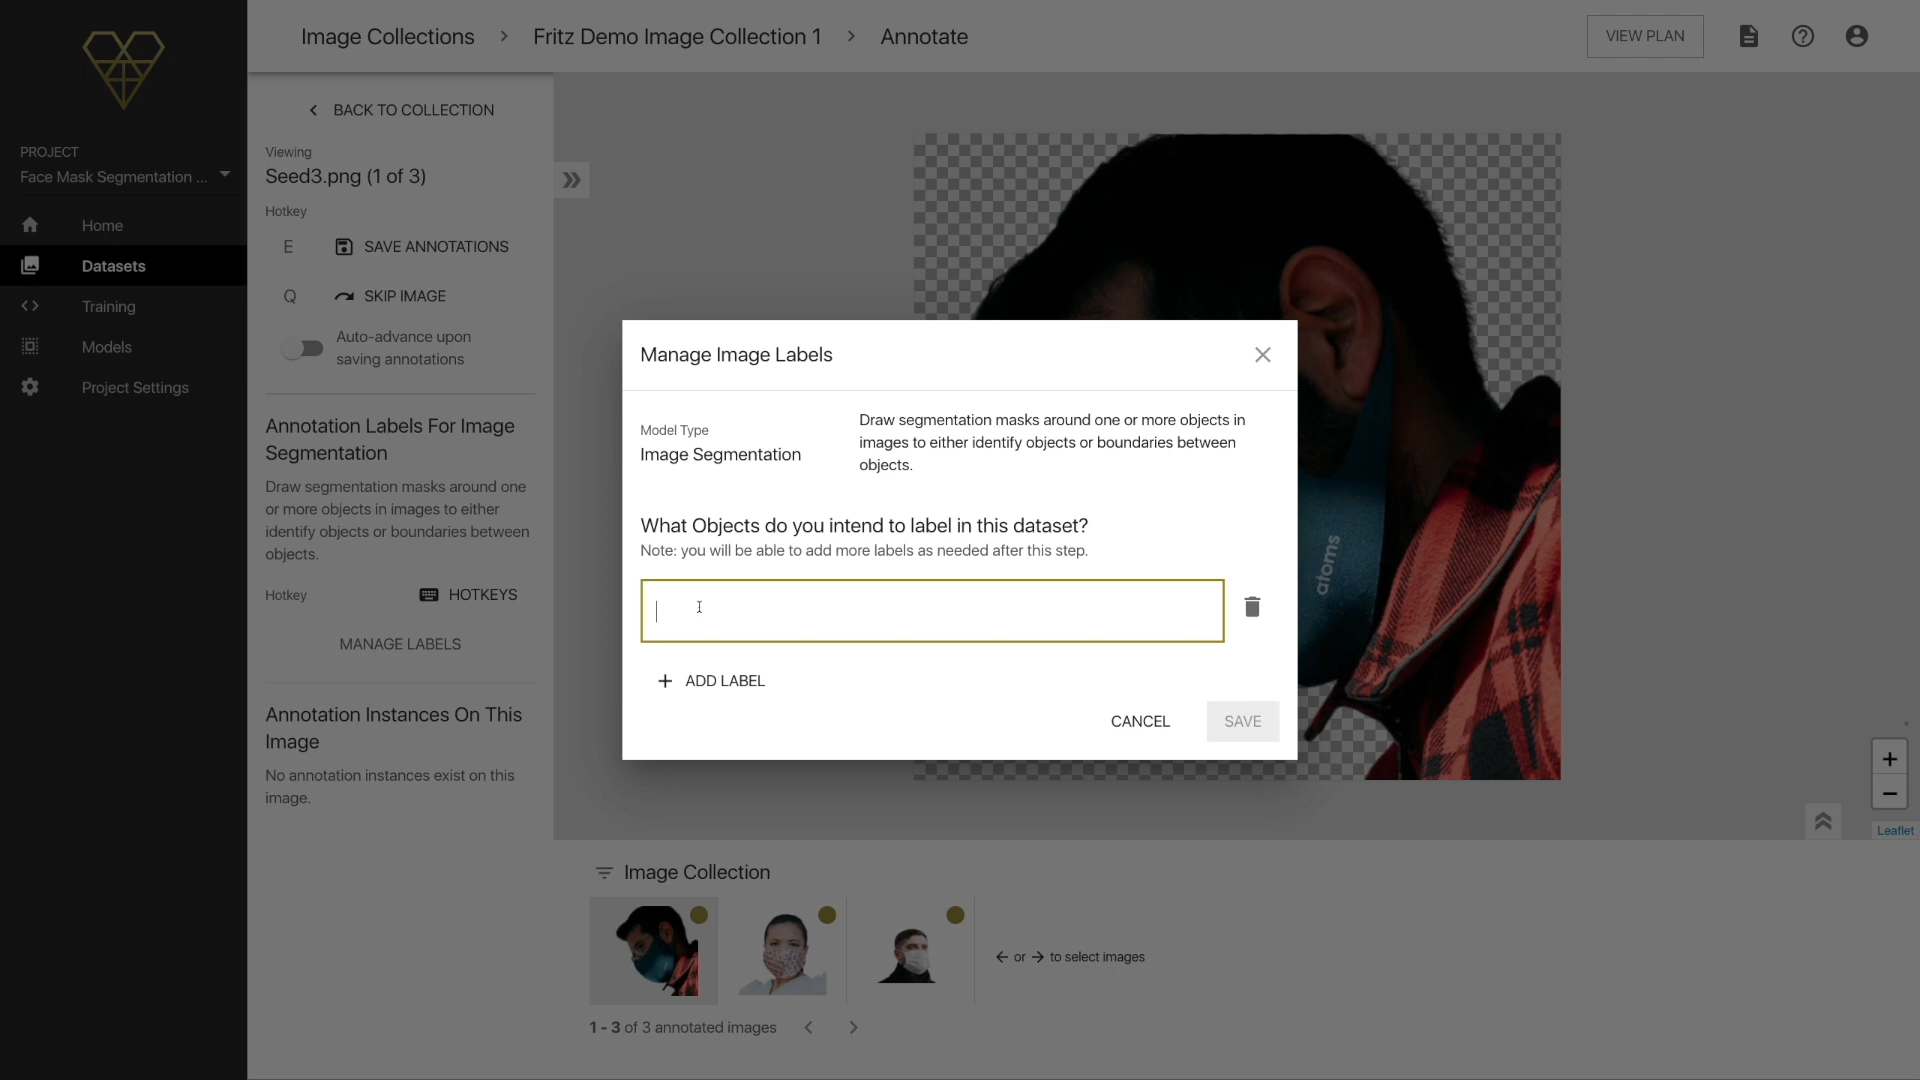 Image Collections > Fritz Demo Image Collection 1 > Annotate
VIEW PLAN
PROJECT
Face Mask Segmentation ...
Home
Datasets
Training
Models
Project Settings
BACK TO COLLECTION
Viewing
Seed3.png (1 of 3)
Hotkey
E SAVE ANNOTATIONS
Q SKIP IMAGE
Auto-advance upon
saving annotations
Annotation Labels For Image
Segmentation
Draw segmentation masks around one
or more objects in images to either
identify objects or boundaries between
objects.
Hotkey HOTKEYS
MANAGE LABELS
Annotation Instances On This
Image
No annotation instances exist on this
image.
Manage Image Labels
Model Type
Image Segmentation
Draw segmentation masks around one or more objects in
images to either identify objects or boundaries between
objects.
What Objects do you intend to label in this dataset?
Note: you will be able to add more labels as needed after this step.
+ ADD LABEL
CANCEL
SAVE
atoms
+
−
Leaflet
Image Collection
← or → to select images
1 - 3 of 3 annotated images